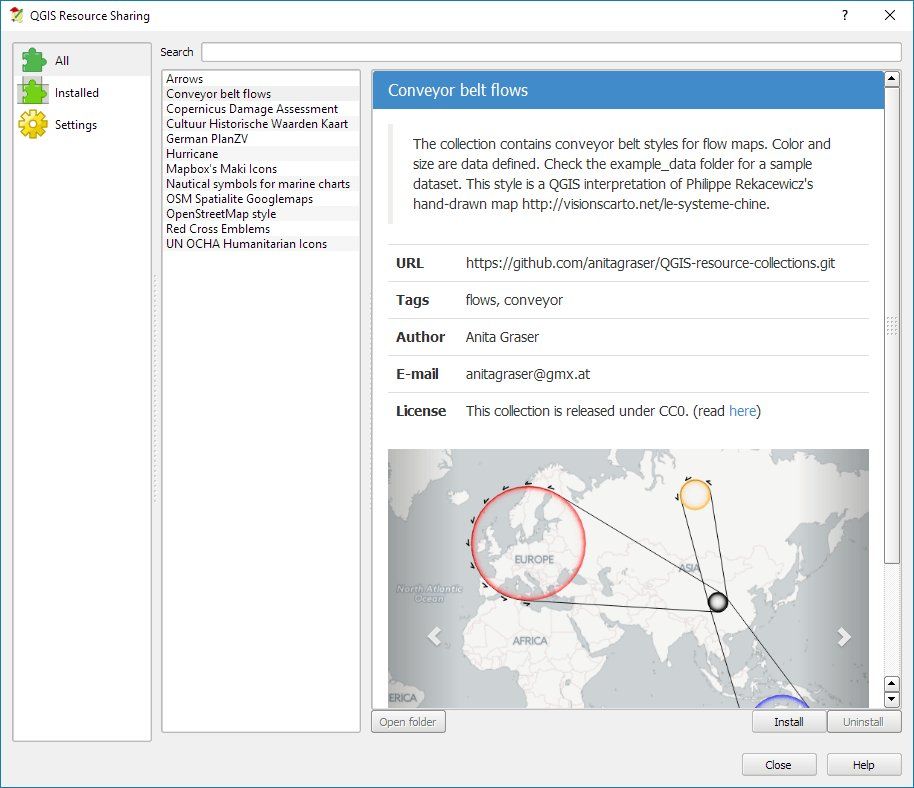 QGIS Resource Sharing
?
All
Installed
Settings
Search
Arrows
Conveyor belt flows
Copernicus Damage Assessment
Cultuur Historische Waarden Kaart
German PlanZV
Hurricane
Mapbox's Maki Icons
Nautical symbols for marine charts
OSM Spatialite Googlemaps
OpenStreetMap style
Red Cross Emblems
UN OCHA Humanitarian Icons
Conveyor belt flows
The collection contains conveyor belt styles for flow maps. Color and
size are data defined. Check the example_data folder for a sample
dataset. This style is a QGIS interpretation of Philippe Rekacewicz's
hand-drawn map http://visionscarto.net/le-systeme-chine.
URL https://github.com/anitagraser/QGIS-resource-collections.git
Tags flows, conveyor
Author Anita Graser
E-mail anitagraser@gmx.at
License This collection is released under CC0. (read here)
EUROPE
ASIA
North Atlantic
Ocean
AFRICA
ERICA
Open folder
Install
Uninstall
Close
Help